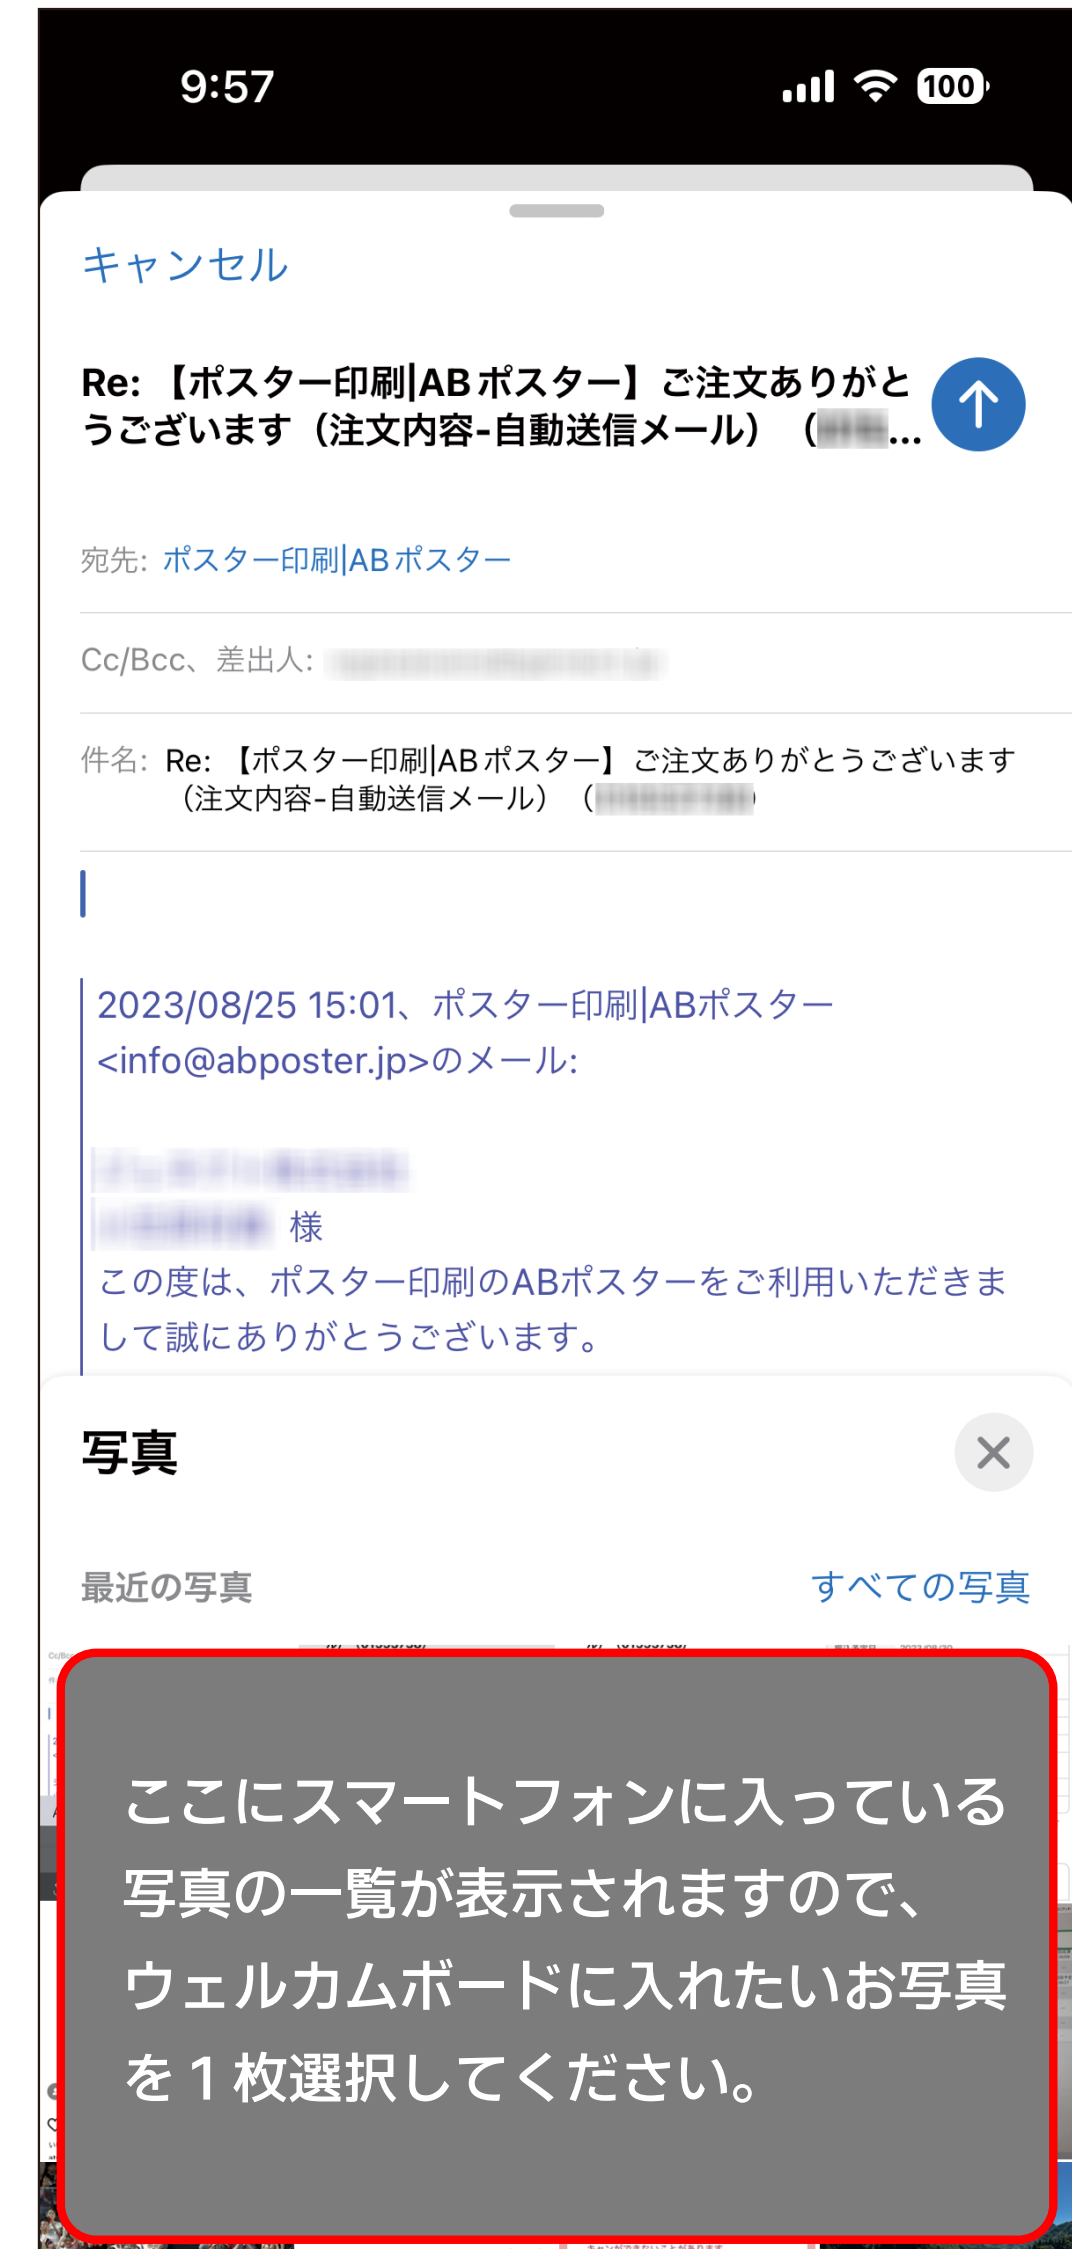 9:57
100
キャンセル
Re: 【ポスター印刷|ABポスター】ご注文ありがと
うございます（注文内容-自動送信メール）（
...
宛先: ポスター印刷|ABポスター
Cc/Bcc、差出人:
件名: Re: 【ポスター印刷|ABポスター】ご注文ありがとうございます
（注文内容-自動送信メール）（
2023/08/25 15:01、ポスター印刷|ABポスター
<info@abposter.jp>のメール:
様
この度は、ポスター印刷のABポスターをご利用いただきま
して誠にありがとうございます。
写真
最近の写真
すべての写真
ここにスマートフォンに入っている
写真の一覧が表示されますので、
ウェルカムボードに入れたいお写真
を１枚選択してください。